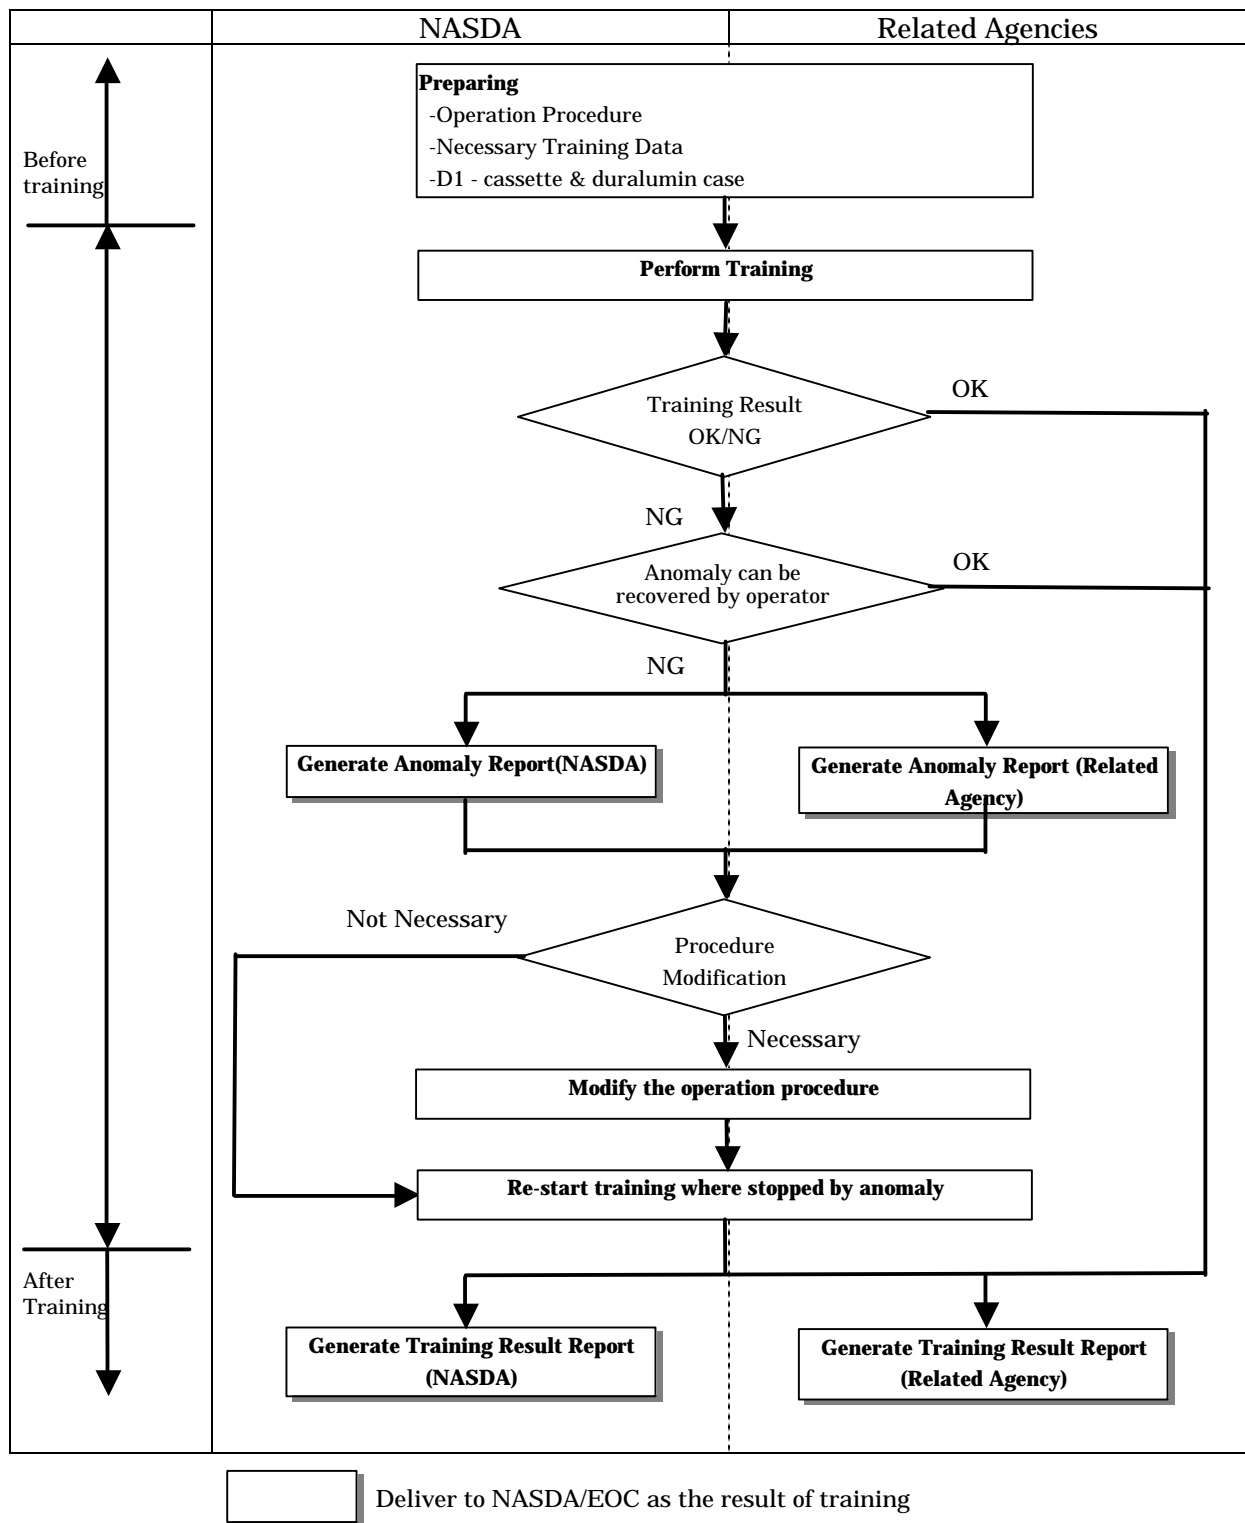 NASDA
Related Agencies
Before
training
Preparing
-Operation Procedure
-Necessary Training Data
-D1 - cassette & duralumin case
Perform Training
Training Result
OK/NG
OK
NG
Anomaly can be
recovered by operator
OK
NG
Generate Anomaly Report(NASDA)
Generate Anomaly Report (Related
Agency)
Not Necessary
Procedure
Modification
Necessary
Modify the operation procedure
Re-start training where stopped by anomaly
After
Training
Generate Training Result Report
(NASDA)
Generate Training Result Report
(Related Agency)
Deliver to NASDA/EOC as the result of training